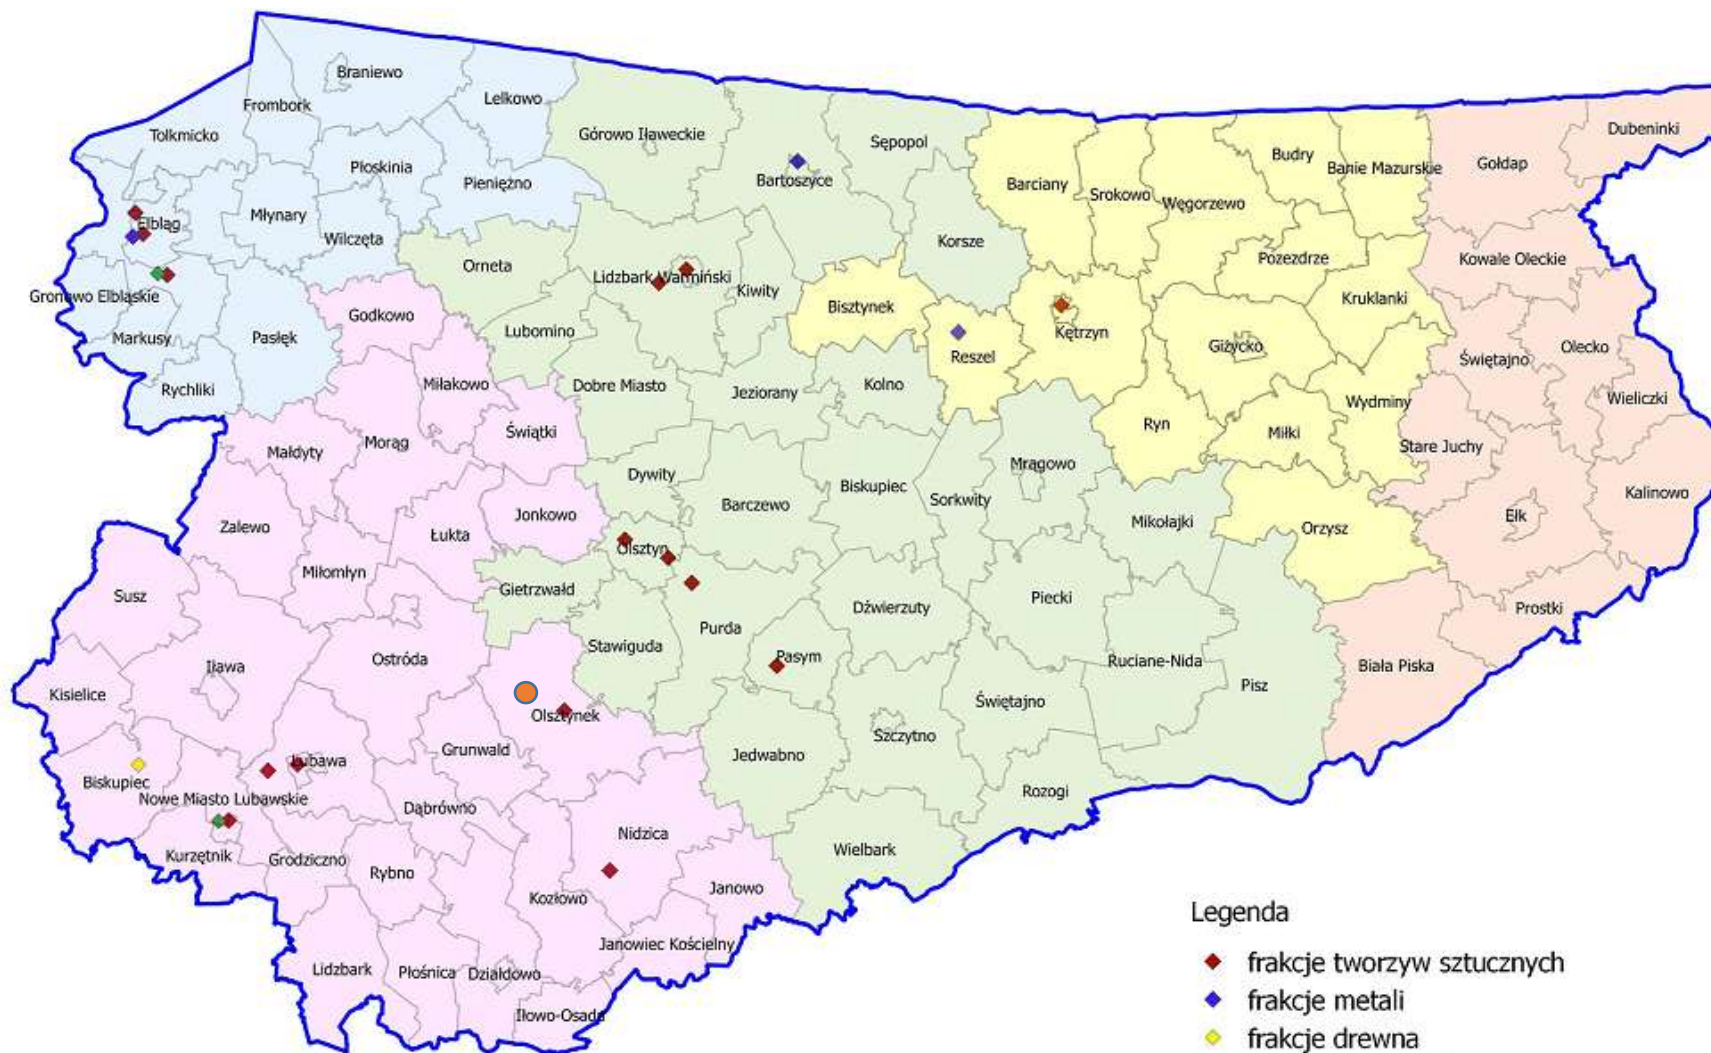 Braniewo
Lelkowo
Frombork
Tolkmicko
Górowo Iławeckie
Sępopol
Dubeninki
Budry
Banie Mazurskie
Gołdap
Płoskinia
Pieniężno
Bartoszyce
Barciany
Srokowo
Węgorzewo
Młynary
Elbląg
Wilczęta
Korsze
Pozezdrze
Kowale Oleckie
Orneta
Lidzbark Warmiński
Kiwity
Gronowo Elbląskie
Bisztynek
Kruklanki
Godkowo
Lubomino
Kętrzyn
Markusy
Pasłęk
Reszel
Giżycko
Świętajno
Olecko
Rychliki
Miłakowo
Dobre Miasto
Jeziorany
Kolno
Wydminy
Wieliczki
Świątki
Ryn
Miłki
Morąg
Małdyty
Stare Juchy
Mrągowo
Dywity
Biskupiec
Sorkwity
Kalinowo
Barczewo
Jonkowo
Ełk
Mikołajki
Zalewo
Łukta
Orzysz
Olsztyn
Miłomłyn
Gietrzwałd
Susz
Piecki
Dźwierzuty
Prostki
Purda
Stawiguda
Pasym
Ostróda
Iława
Ruciane-Nida
Biała Piska
Kisielice
Pisz
Świętajno
Olsztynek
Szczytno
Grunwald
Jedwabno
Lubawa
Biskupiec
Rozogi
Nowe Miasto Lubawskie
Dąbrówno
Nidzica
Wielbark
Kurzętnik
Grodziczno
Rybno
Janowo
Kozłowo
Legenda
Janowiec Kościelny
frakcje tworzyw sztucznych
Lidzbark
Płośnica
Działdowo
frakcje metali
Iłowo-Osada
frakcje drewna